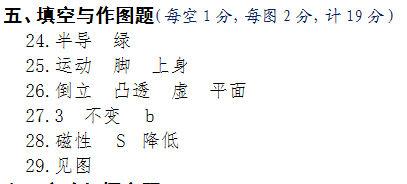 五、填空与作图题(每空1分,每图2分,计19分)
24.半导 绿
25.运动 脚 上身
26.倒立 凸透 虚 平面
27.3 不变 b
28.磁性 S 降低
29.见图